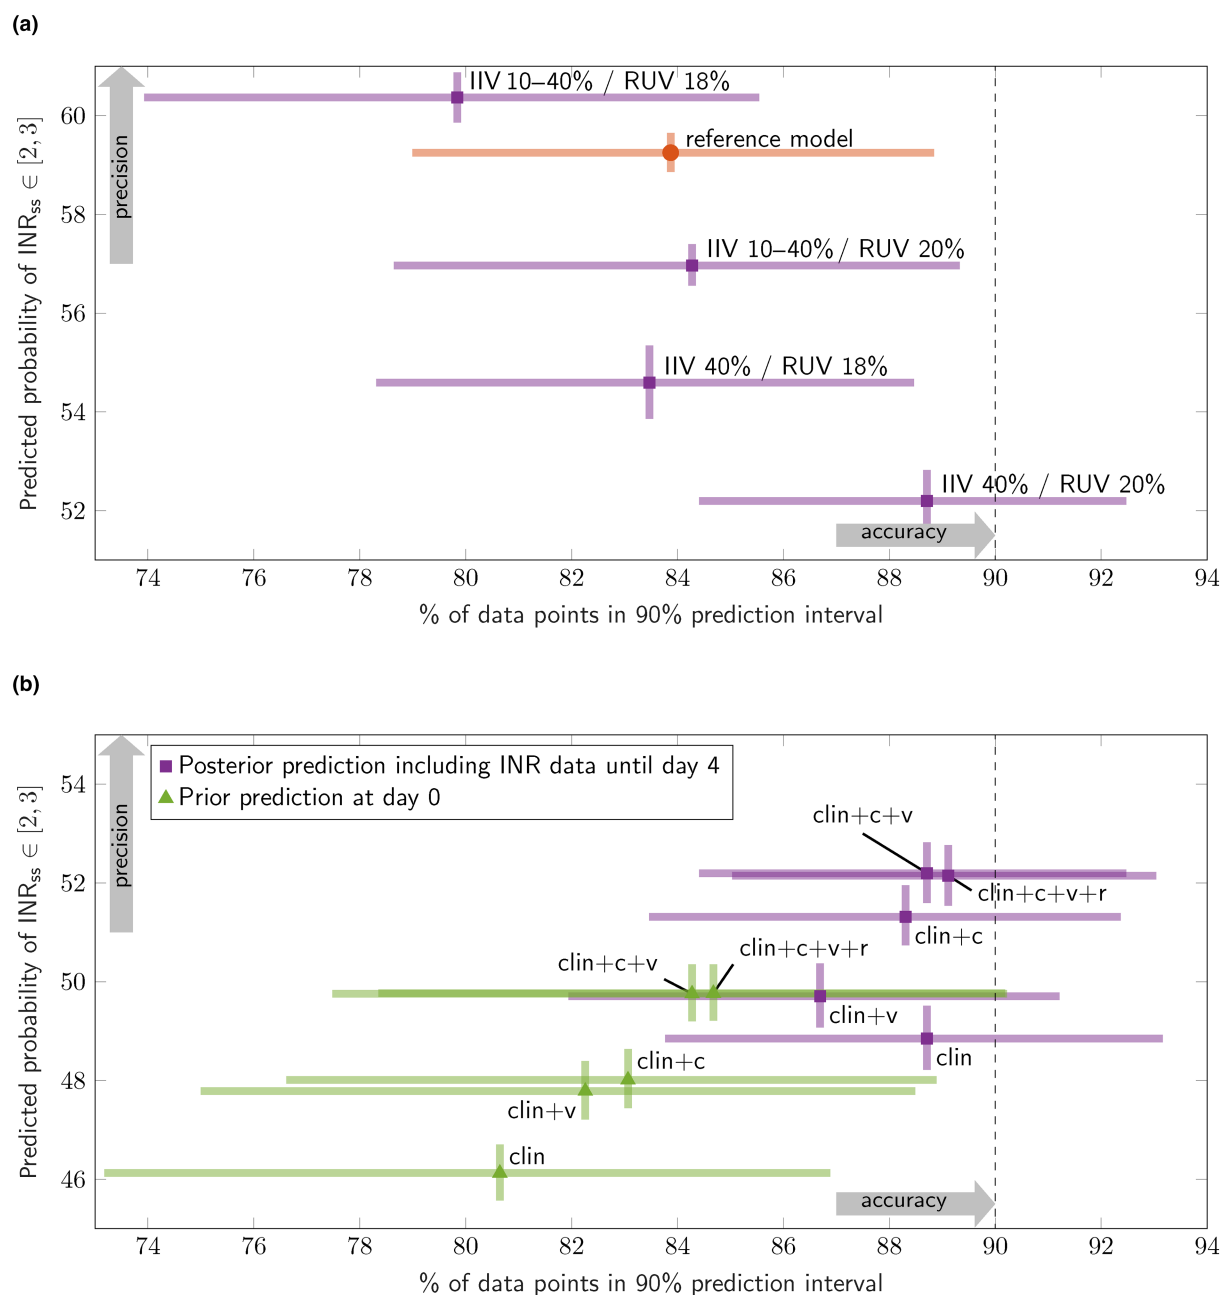 (a)
IIV 10–40% / RUV 18%
60
reference model
precision
58
IIV 10–40% / RUV 20%
56
IIV 40% / RUV 18%
54
IIV 40% / RUV 20%
52
accuracy
Predicted probability of INRss ∈ [2, 3]
74 76 78 80 82 84 86 88 90 92 94
% of data points in 90% prediction interval
(b)
Posterior prediction including INR data until day 4
Prior prediction at day 0
54
precision
clin+c+v
52
clin+c+v+r
clin+c
clin+c+v+r
clin+c+v
50
clin+v
clin
clin+c
48
clin+v
clin
46
accuracy
Predicted probability of INRss ∈ [2, 3]
74 76 78 80 82 84 86 88 90 92 94
% of data points in 90% prediction interval